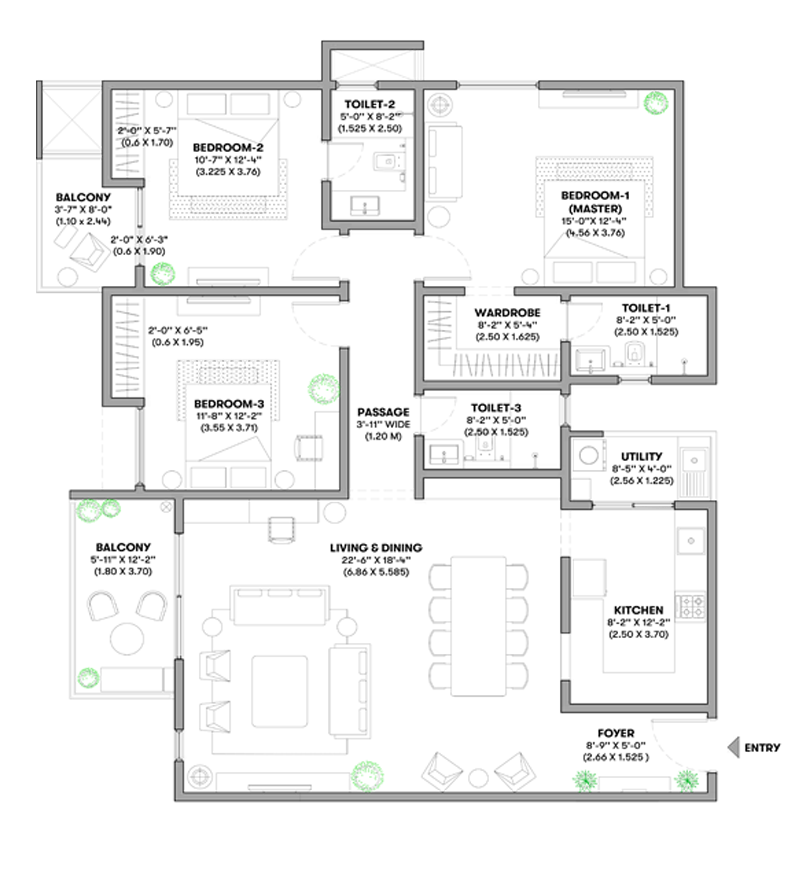 TOILET-2
5'-0" X 8'-2"
(1.525 X 2.50)
2'-0" X 5'-7"
(0.6 X 1.70)
BEDROOM-2
10'-7" X 12'-4"
(3.225 X 3.76)
BALCONY
3'-7" X 8'-0"
(1.10 x 2.44)
2'-0" X 6'-3"
(0.6 X 1.90)
BEDROOM-1
(MASTER)
15'-0"X 12'-4"
(4.56 X 3.76)
WARDROBE
8'-2" X 5'-4"
(2.50 X 1.625)
TOILET-1
8'-2" X 5'-0"
(2.50 X 1.525)
2'-0" X 6'-5"
(0.6 X 1.95)
BEDROOM-3
11'-8" X 12'-2"
(3.55 X 3.71)
PASSAGE
3'-11" WIDE
(1.20 M)
TOILET-3
8'-2" X 5'-0"
(2.50 X 1.525)
UTILITY
8'-5" X 4'-0"
(2.56 X 1.225)
BALCONY
5'-11" X 12'-2"
(1.80 X 3.70)
LIVING & DINING
22'-6" X 18'-4"
(6.86 X 5.585)
KITCHEN
8'-2" X 12'-2"
(2.50 X 3.70)
FOYER
8'-9" X 5'-0"
(2.66 X 1.525 )
ENTRY